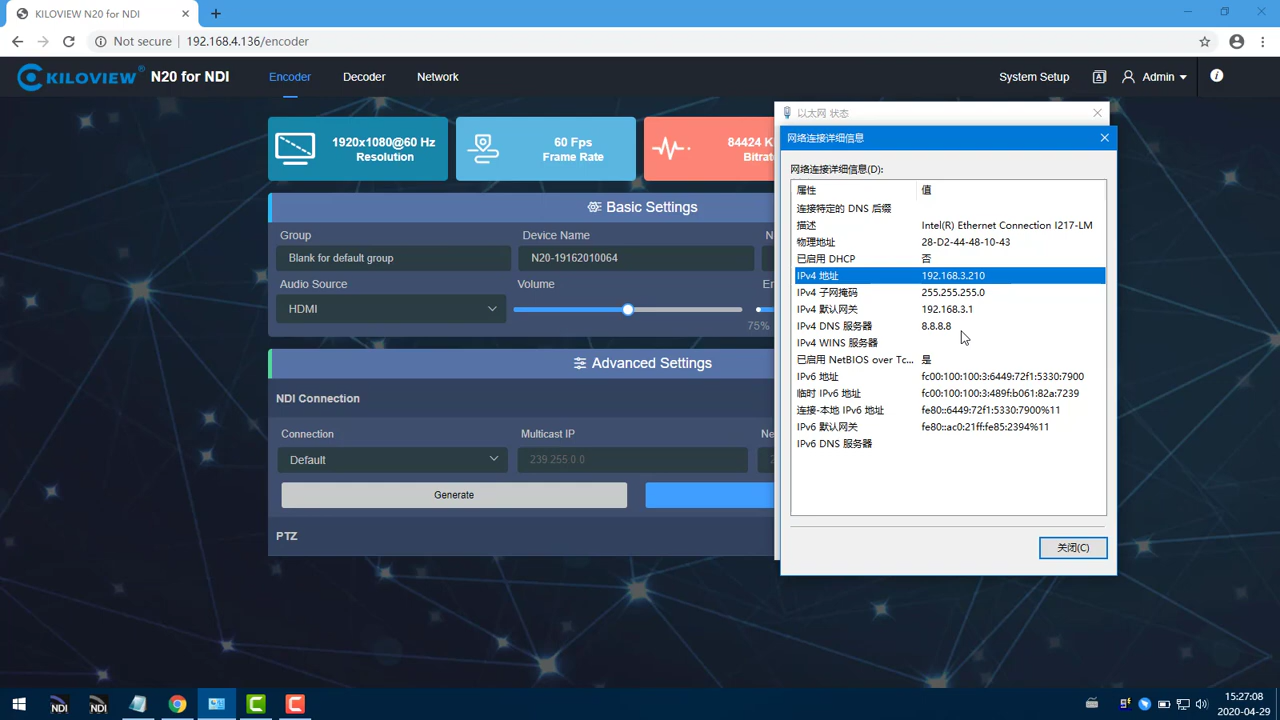 KILOVIEW N20 for NDI
Not secure
192.168.4.136/encoder
KILOVIEW® N20 for NDI
Encoder
Decoder
Network
System Setup
Admin
1920x1080@60 Hz
Resolution
60 Fps
Frame Rate
84424 K
Bitrat
Basic Settings
Group
Device Name
N
Blank for default group
N20-19162010064
Audio Source
Volume
En
HDMI
75%
Advanced Settings
NDI Connection
Connection
Multicast IP
Ne
Default
239.255.0.0
2
Generate
PTZ
以太网 状态
网络连接详细信息
网络连接详细信息(D):
属性 值
连接特定的 DNS 后缀
描述 Intel(R) Ethernet Connection I217-LM
物理地址 28-D2-44-48-10-43
已启用 DHCP 否
IPv4 地址 192.168.3.210
IPv4 子网掩码 255.255.255.0
IPv4 默认网关 192.168.3.1
IPv4 DNS 服务器 8.8.8.8
IPv4 WINS 服务器
已启用 NetBIOS over Tc... 是
IPv6 地址 fc00:100:100:3:6449:72f1:5330:7900
临时 IPv6 地址 fc00:100:100:3:489f:b061:82a:7239
连接-本地 IPv6 地址 fe80::6449:72f1:5330:7900%11
IPv6 默认网关 fe80::ac0:21ff:fe85:2394%11
IPv6 DNS 服务器
关闭(C)
NDI
NDI
15:27:08
2020-04-29